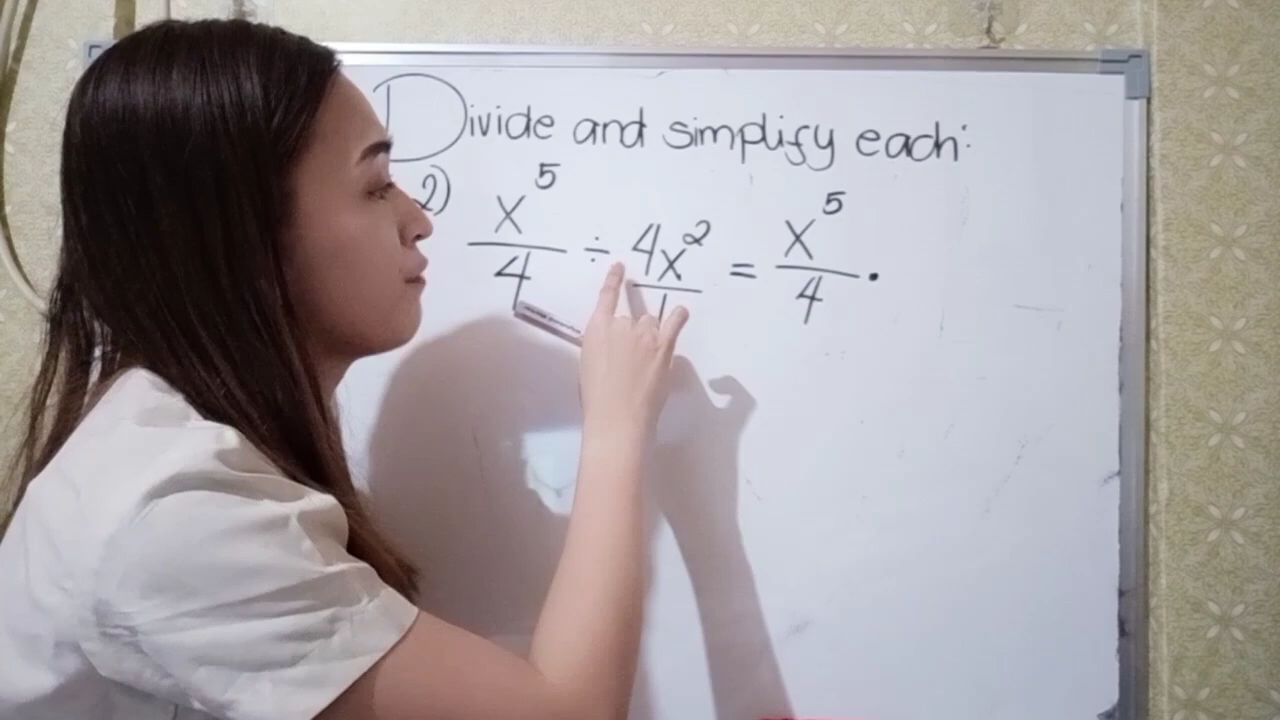 Divide and simplify each:
2) x⁵/4 ÷ 4x²/1 = x⁵/4 ·